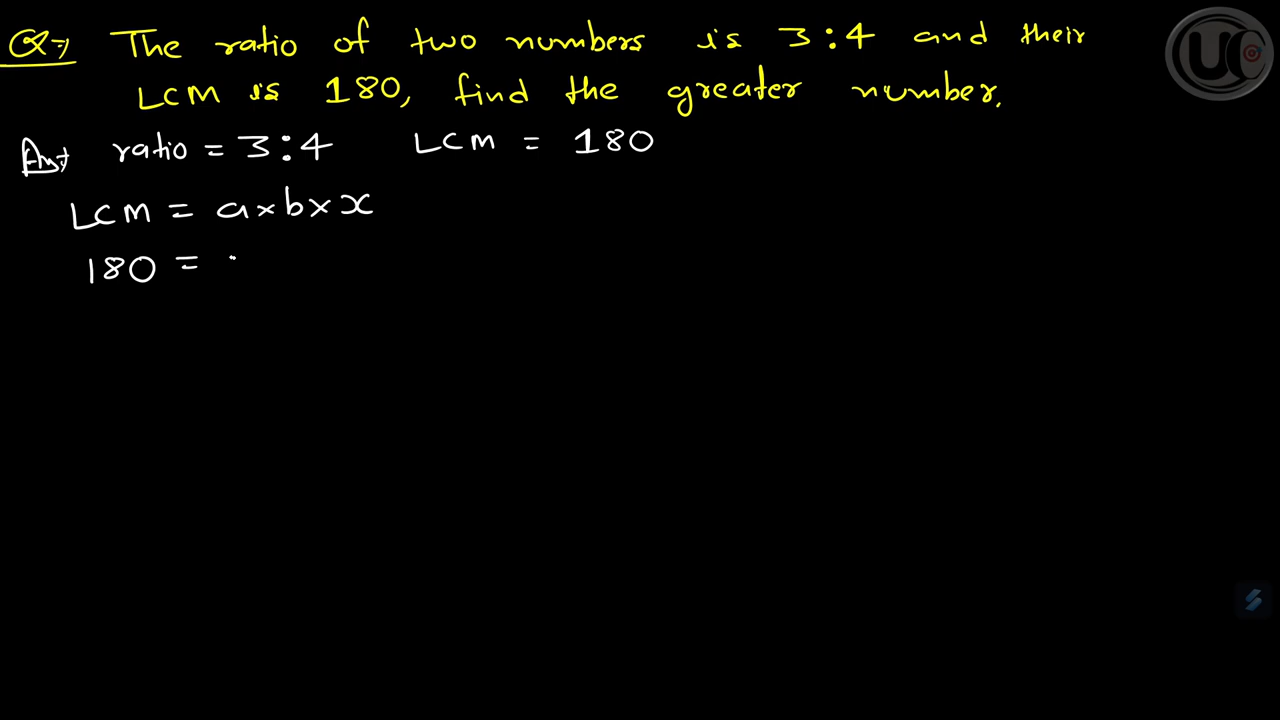 Q⇒ The ratio of two numbers is 3:4 and their
LCM is 180, find the greater number.
Ans⇒ ratio = 3:4 LCM = 180
LCM = a×b×x
180 =
UC